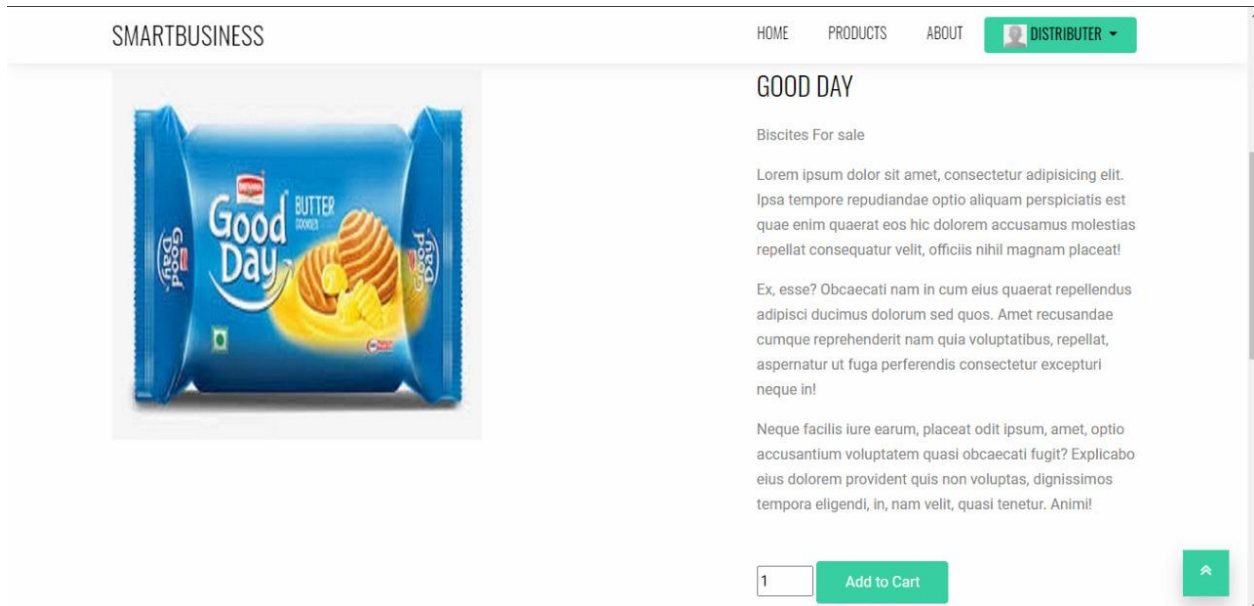 SMARTBUSINESS
HOME PRODUCTS ABOUT DISTRIBUTER
Good Day
BUTTER
COOKIES
Good Day
Good Day
GOOD DAY
Biscites For sale
Lorem ipsum dolor sit amet, consectetur adipisicing elit.
Ipsa tempore repudiandae optio aliquam perspiciatis est
quae enim quaerat eos hic dolorem accusamus molestias
repellat consequatur velit, officiis nihil magnam placeat!
Ex, esse? Obcaecati nam in cum eius quaerat repellendus
adipisci ducimus dolorum sed quos. Amet recusandae
cumque reprehenderit nam quia voluptatibus, repellat,
aspernatur ut fuga perferendis consectetur excepturi
neque in!
Neque facilis iure earum, placeat odit ipsum, amet, optio
accusantium voluptatem quasi obcaecati fugit? Explicabo
eius dolorem provident quis non voluptas, dignissimos
tempora eligendi, in, nam velit, quasi tenetur. Animi!
1 Add to Cart